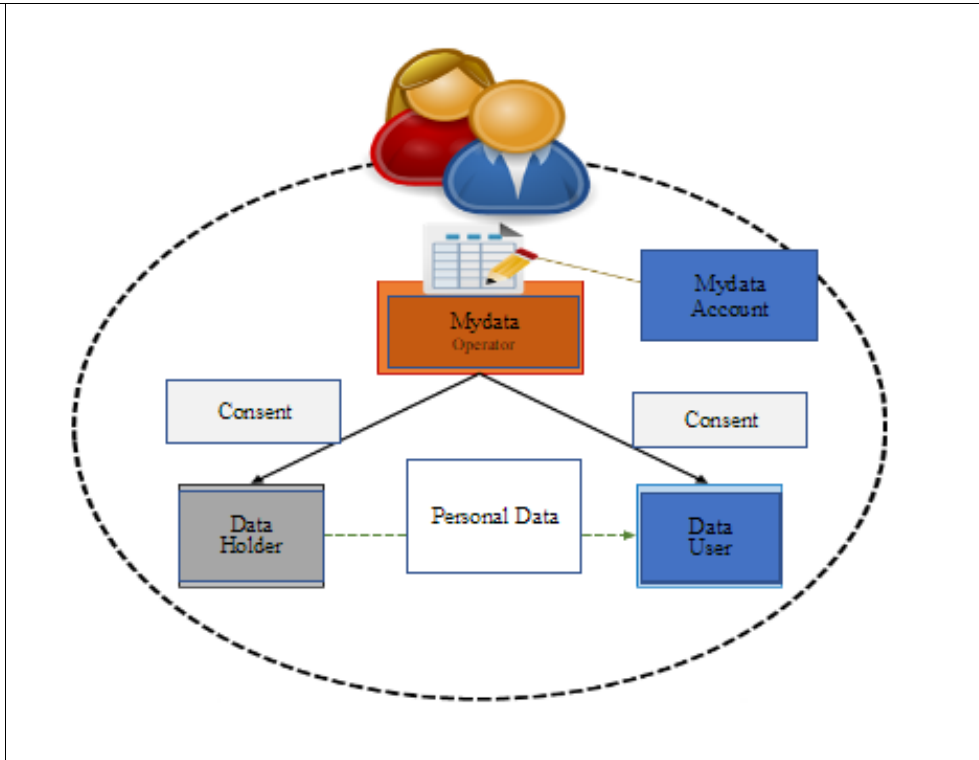 Mydata
Account
Mydata
Operator
Consent
Consent
Personal Data
Data
Holder
Data
User